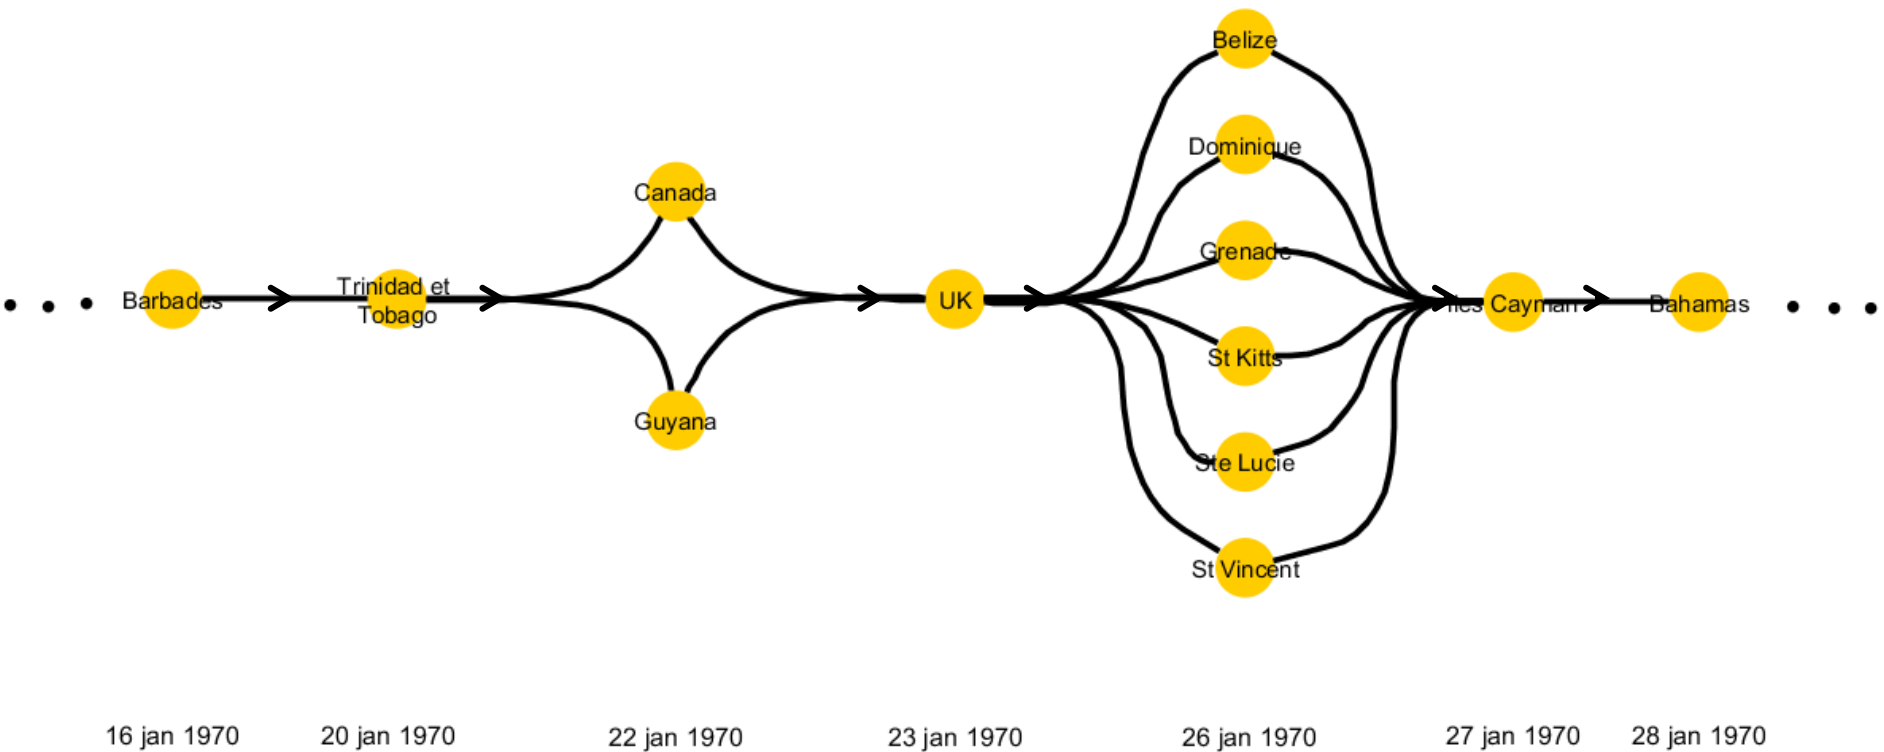 Belize
Dominique
Canada
Grenade
Barbades
Trinidad et
Tobago
UK
Iles Cayman
Bahamas
St Kitts
Guyana
Ste Lucie
St Vincent
16 jan 1970
20 jan 1970
22 jan 1970
23 jan 1970
26 jan 1970
27 jan 1970
28 jan 1970